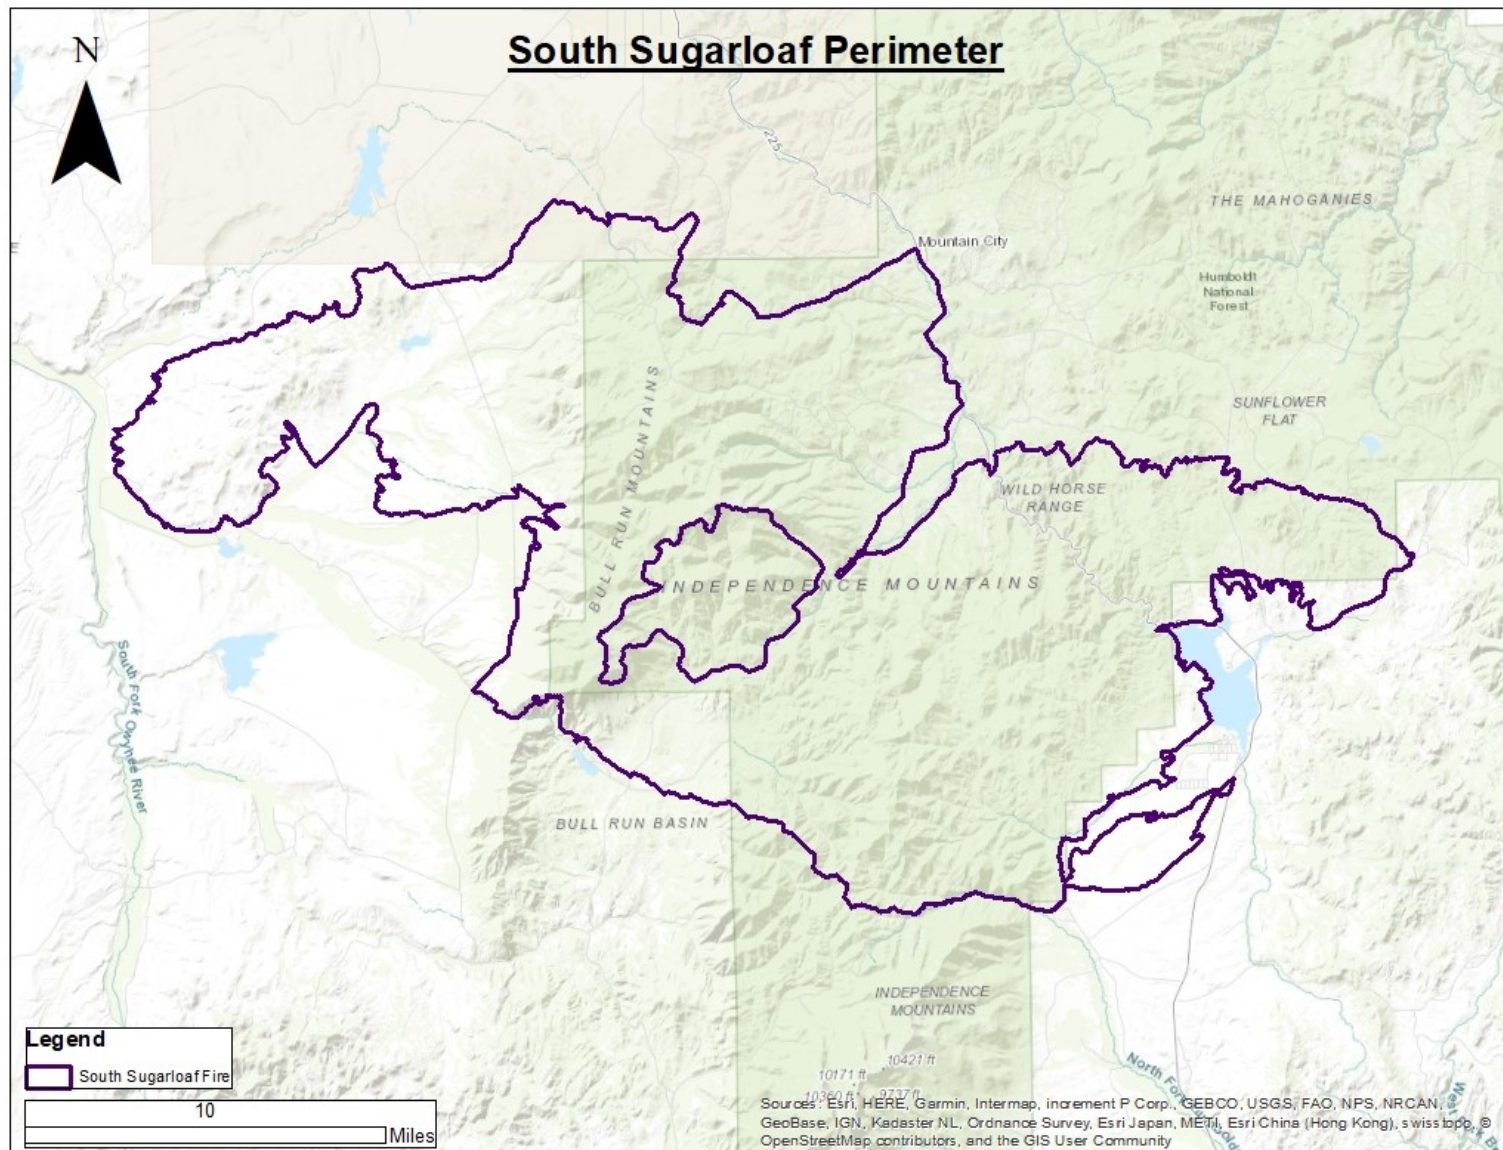 South Sugarloaf Perimeter
N
225
THE MAHOGANIES
Mountain City
E
Humboldt
National
Forest
BULL RUN MOUNTAINS
SUNFLOWER
FLAT
WILD HORSE
RANGE
INDEPENDENCE MOUNTAINS
South Fork Owyhee River
BULL RUN BASIN
INDEPENDENCE
MOUNTAINS
10421 ft
10171 ft
10360 ft
9737 ft
North Fork
West
Legend
South Sugarloaf Fire
10
Miles
Sources: Esri, HERE, Garmin, Intermap, increment P Corp., GEBCO, USGS, FAO, NPS, NRCAN,
GeoBase, IGN, Kadaster NL, Ordnance Survey, Esri Japan, METI, Esri China (Hong Kong), swisstopo, ©
OpenStreetMap contributors, and the GIS User Community